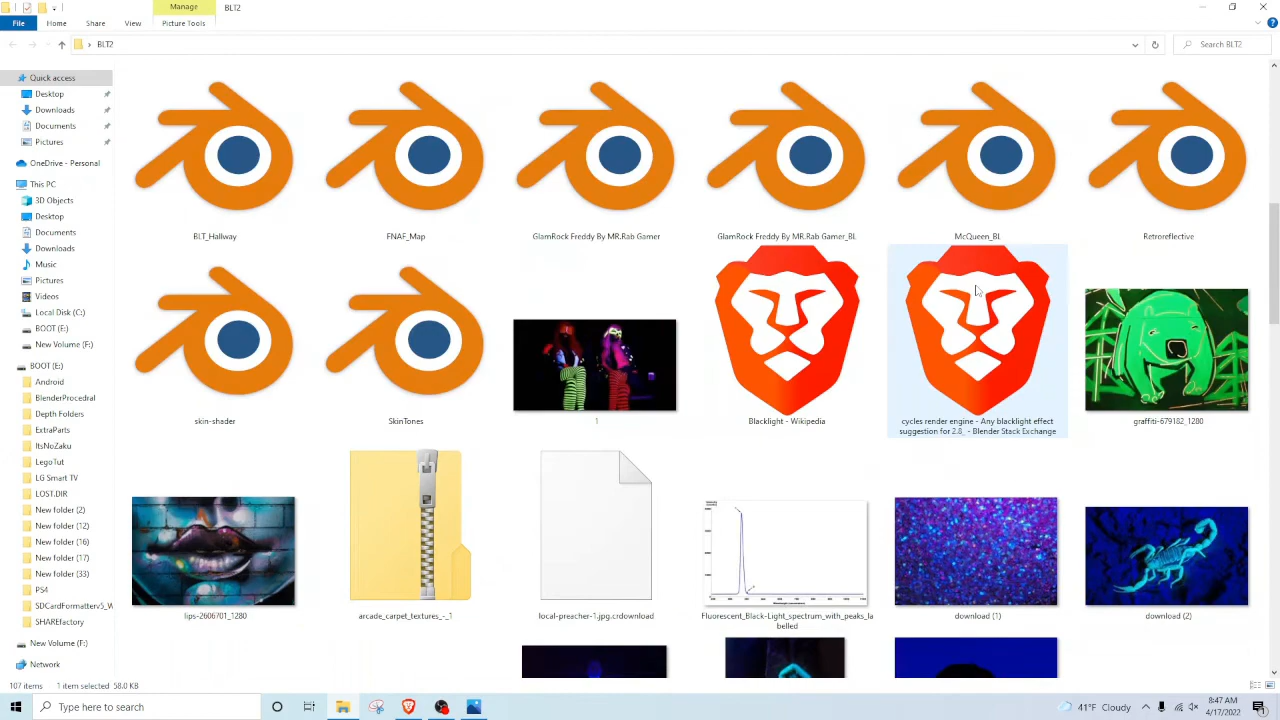 Manage
BLT2
File
Home
Share
View
Picture Tools
BLT2
Search BLT2
Quick access
Desktop
Downloads
Documents
Pictures
OneDrive - Personal
This PC
3D Objects
Desktop
Documents
Downloads
Music
Pictures
Videos
Local Disk (C:)
BOOT (E:)
New Volume (F:)
BOOT (E:)
Android
BlenderProcedral
Depth Folders
ExtraParts
ItsNoZaku
LegoTut
LG Smart TV
LOST.DIR
New folder (2)
New folder (12)
New folder (16)
New folder (17)
New folder (33)
PS4
SDCardFormatterv5_W
SHAREfactory
New Volume (F:)
Network
BLT_Hallway
FNAF_Map
GlamRock Freddy By MR.Rab Gamer
GlamRock Freddy By MR.Rab Gamer_BL
McQueen_BL
Retroreflective
skin-shader
SkinTones
1
Blacklight - Wikipedia
cycles render engine - Any blacklight effect
suggestion for 2.8_ - Blender Stack Exchange
graffiti-679182_1280
lips-2606701_1280
arcade_carpet_textures_-_1
local-preacher-1.jpg.crdownload
Fluorescent_Black-Light_spectrum_with_peaks_la
belled
download (1)
download (2)
107 items
1 item selected
58.0 KB
Type here to search
41°F
Cloudy
8:47 AM
4/17/2022